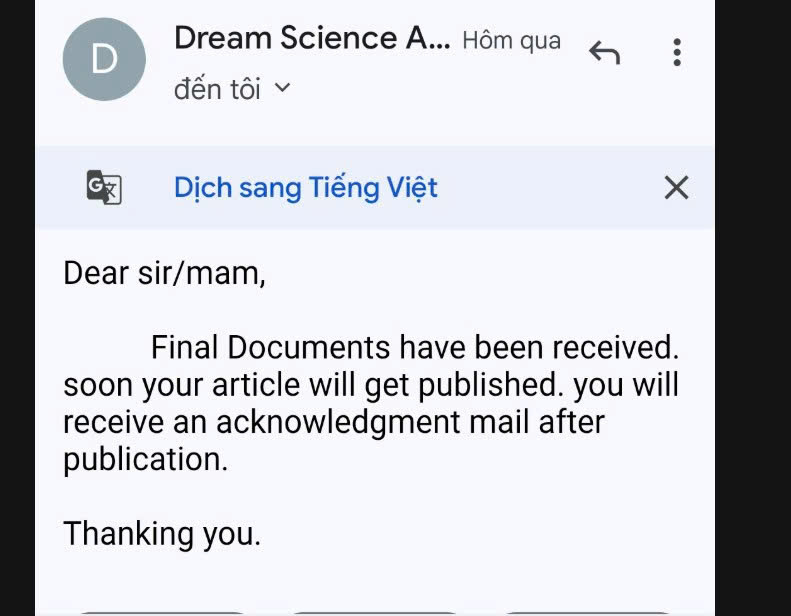 D
Dream Science A... Hôm qua
đến tôi
Dịch sang Tiếng Việt
Dear sir/mam,
Final Documents have been received.
soon your article will get published. you will
receive an acknowledgment mail after
publication.
Thanking you.